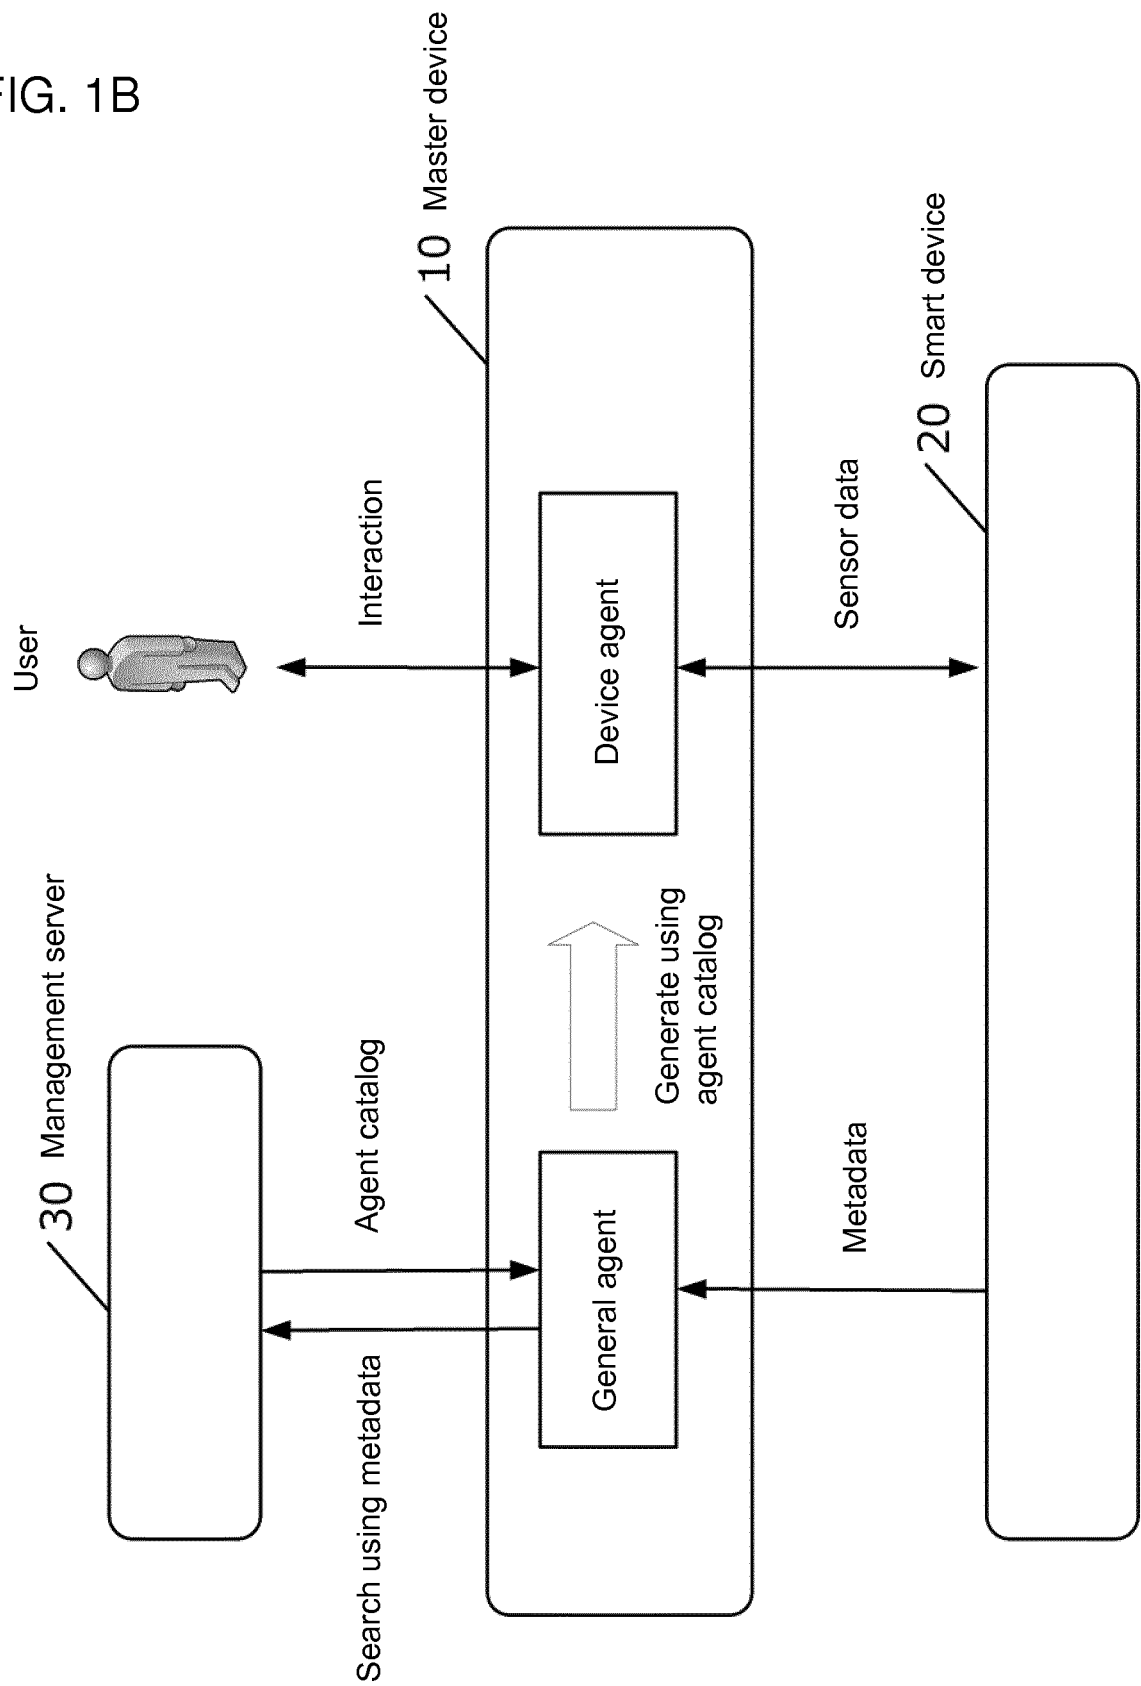 FIG. 1B
User
30 Management server
10 Master device
Search using metadata
Agent catalog
Interaction
General agent
Generate using
agent catalog
Device agent
Metadata
Sensor data
20 Smart device